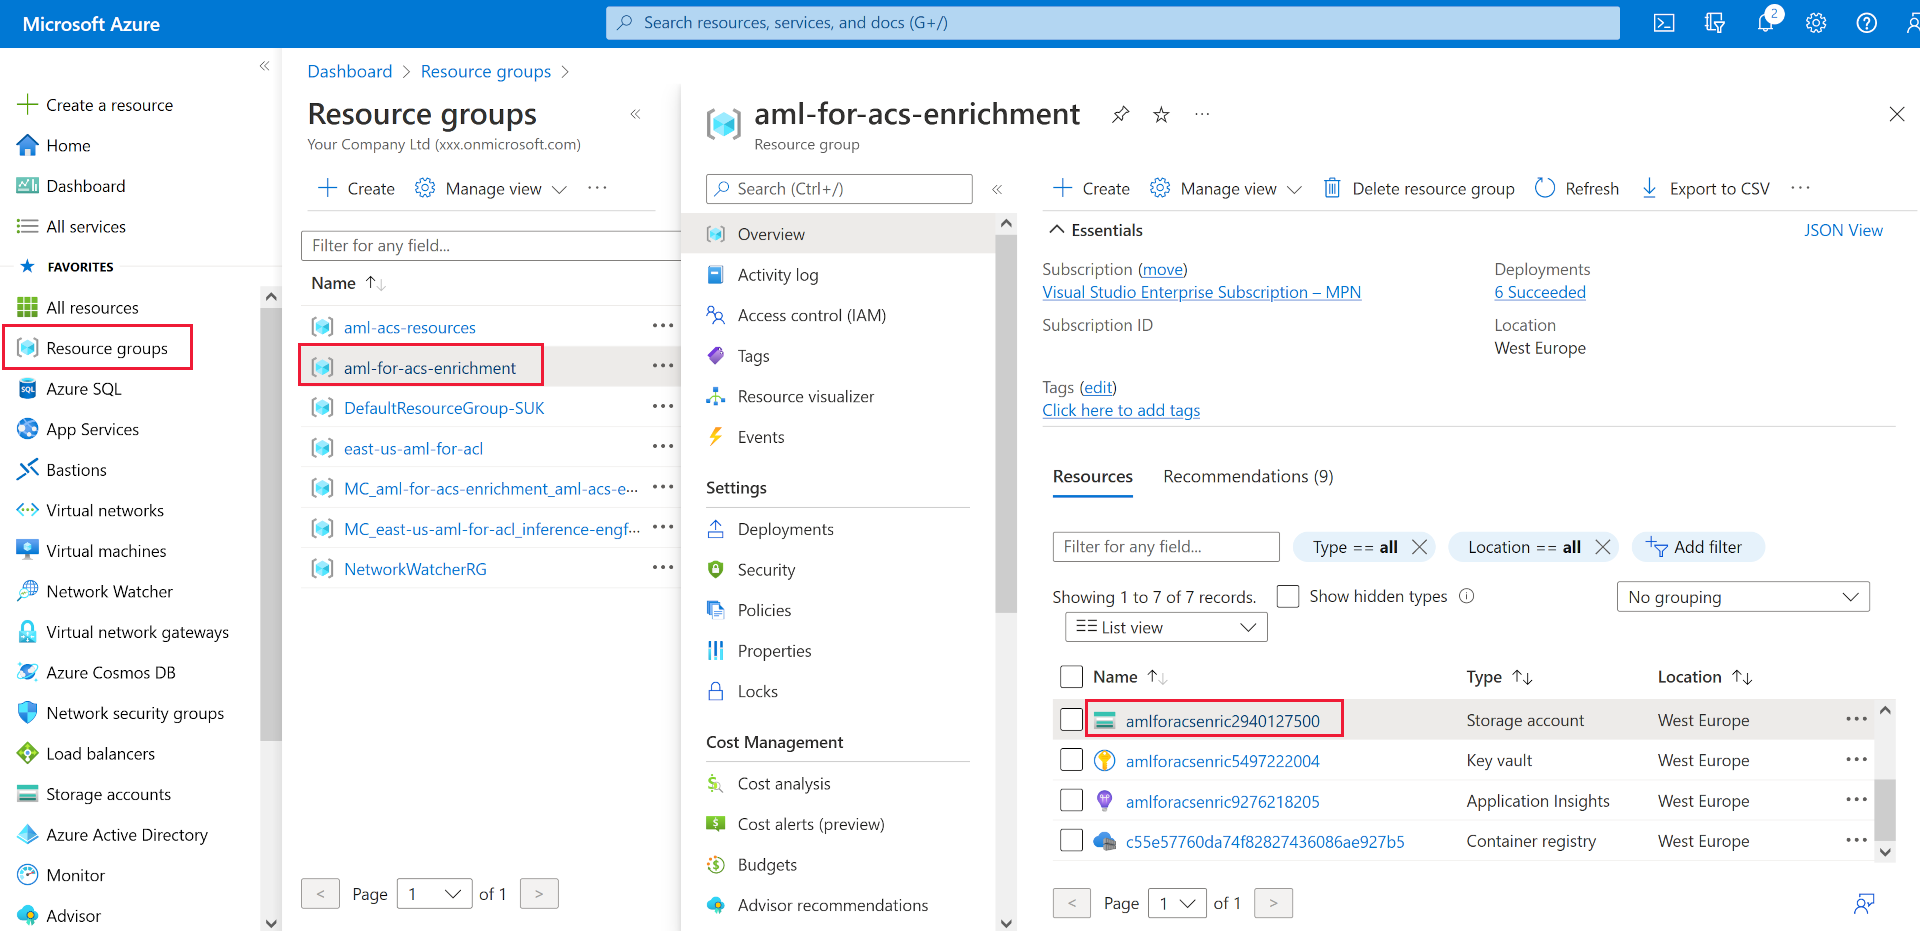 Microsoft Azure
Search resources, services, and docs (G+/)
2
«
Create a resource
Home
Dashboard
All services
FAVORITES
All resources
Resource groups
Azure SQL
App Services
Bastions
Virtual networks
Virtual machines
Network Watcher
Virtual network gateways
Azure Cosmos DB
Network security groups
Load balancers
Storage accounts
Azure Active Directory
Monitor
Advisor
Dashboard > Resource groups >
Resource groups «
Your Company Ltd (xxx.onmicrosoft.com)
+ Create Manage view ···
Filter for any field...
Name ↑↓
aml-acs-resources ···
aml-for-acs-enrichment ···
DefaultResourceGroup-SUK ···
east-us-aml-for-acl ···
MC_aml-for-acs-enrichment_aml-acs-e... ···
MC_east-us-aml-for-acl_inference-engf... ···
NetworkWatcherRG ···
< Page 1 of 1 >
aml-for-acs-enrichment ···
Resource group
Search (Ctrl+/) «
Overview
Activity log
Access control (IAM)
Tags
Resource visualizer
Events
Settings
Deployments
Security
Policies
Properties
Locks
Cost Management
Cost analysis
Cost alerts (preview)
Budgets
Advisor recommendations
+ Create Manage view Delete resource group Refresh Export to CSV ···
Essentials JSON View
Subscription (move)
Visual Studio Enterprise Subscription – MPN
Subscription ID
Deployments
6 Succeeded
Location
West Europe
Tags (edit)
Click here to add tags
Resources Recommendations (9)
Filter for any field... Type == all Location == all Add filter
Showing 1 to 7 of 7 records. Show hidden types No grouping
List view
Name ↑↓ Type ↑↓ Location ↑↓
amlforacsenric2940127500 Storage account West Europe ···
amlforacsenric5497222004 Key vault West Europe ···
amlforacsenric9276218205 Application Insights West Europe ···
c55e57760da74f82827436086ae927b5 Container registry West Europe ···
< Page 1 of 1 >